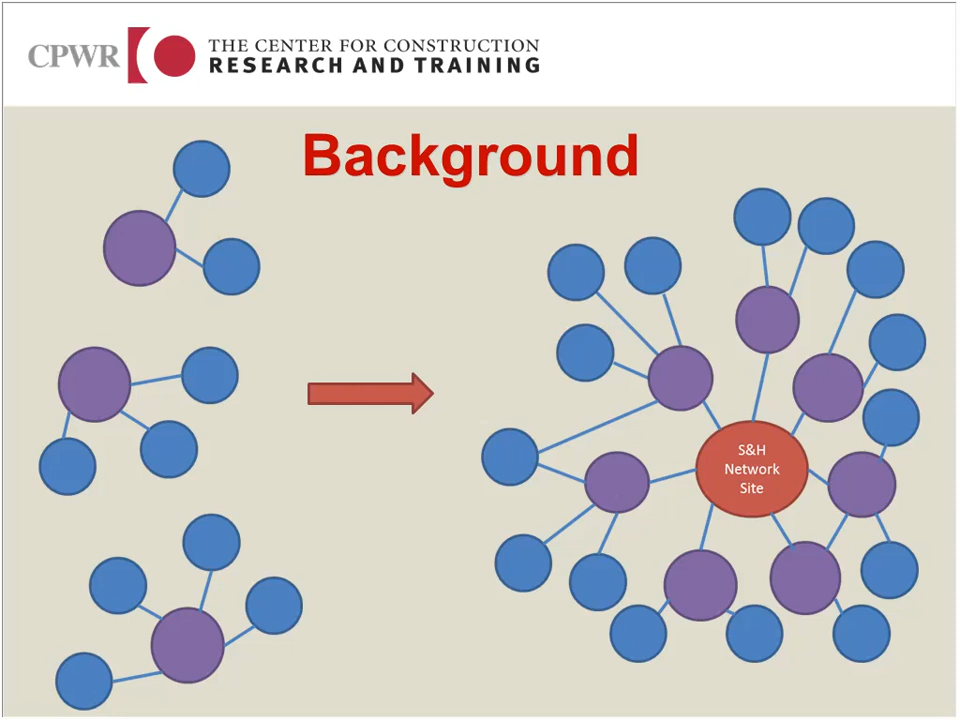 CPWR
THE CENTER FOR CONSTRUCTION
RESEARCH AND TRAINING
Background
S&H
Network
Site